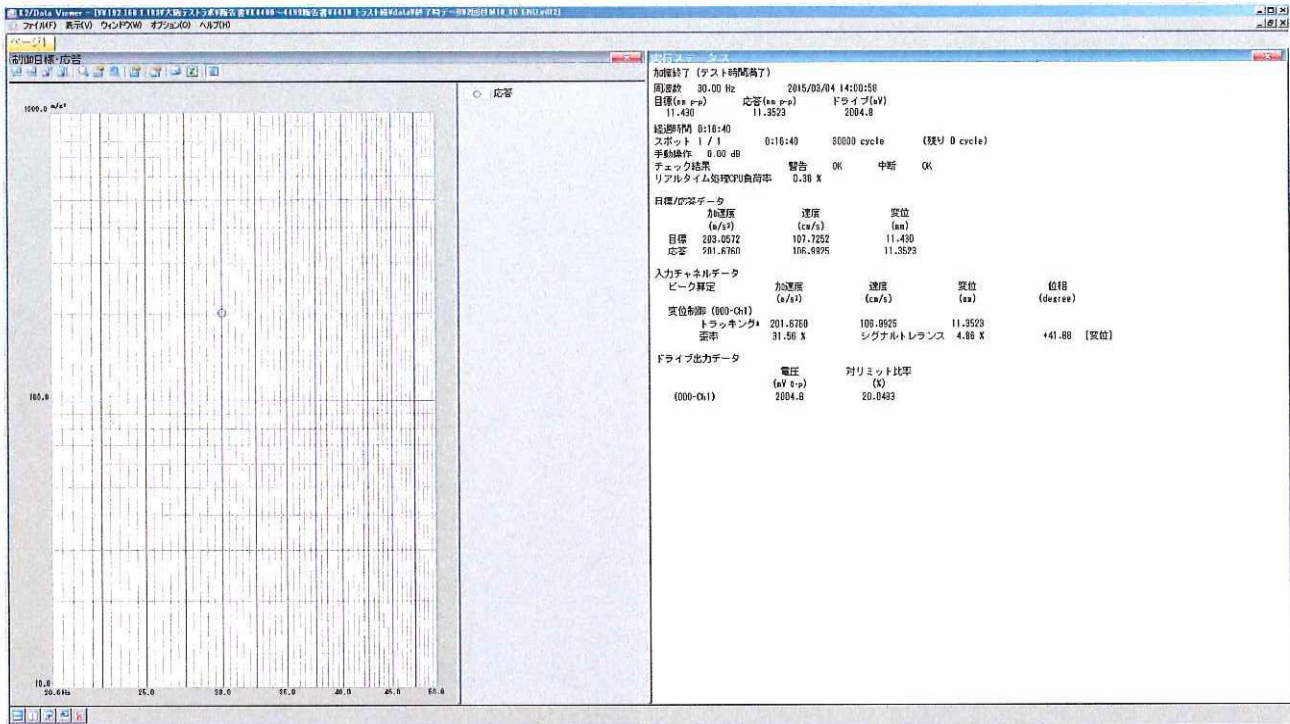 K2/Data Viewer
ファイル(F) 表示(V) ウィンドウ(W) オプション(O) ヘルプ(H)
ページ1
制御目標・応答
1000.0 m/s²
100.0
10.0
20.0 Hz 25.0 30.0 35.0 40.0 45.0 50.0
応答
加振終了 (テスト時間満了)
周波数 30.00 Hz 2015/03/04 14:00:58
目標(mm p-p) 応答(mm p-p) ドライブ(mV)
11.430 11.3523 2004.8
経過時間 0:16:40
スポット 1 / 1 0:16:40 30000 cycle (残り 0 cycle)
手動操作 0.00 dB
チェック結果 警告 OK 中断 OK
リアルタイム処理CPU負荷率 0.38 %
目標/応答データ
加速度 速度 変位
(m/s²) (cm/s) (mm)
目標 203.0572 107.7252 11.430
応答 201.6760 106.9925 11.3523
入力チャネルデータ
ピーク算定 加速度 速度 変位 位相
(m/s²) (cm/s) (mm) (degree)
変位制御 (000-Ch1)
トラッキング* 201.6760 106.9925 11.3523
歪率 31.56 % シグナルトレランス 4.86 % +41.88 [変位]
ドライブ出力データ
電圧 対リミット比率
(mV 0-p) (%)
(000-Ch1) 2004.8 20.0483